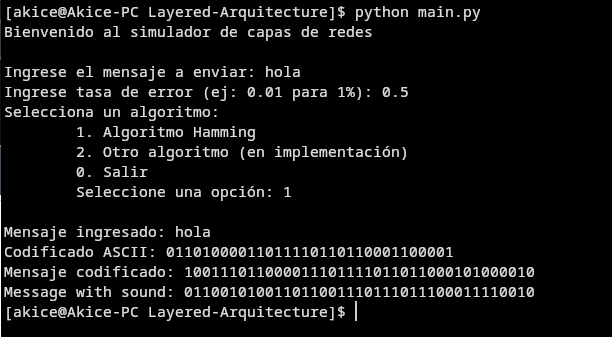 [akice@Akice-PC Layered-Arquitecture]$ python main.py
Bienvenido al simulador de capas de redes
Ingrese el mensaje a enviar: hola
Ingrese tasa de error (ej: 0.01 para 1%): 0.5
Selecciona un algoritmo:
1. Algoritmo Hamming
2. Otro algoritmo (en implementación)
0. Salir
Seleccione una opción: 1
Mensaje ingresado: hola
Codificado ASCII: 01101000011011110110110001100001
Mensaje codificado: 100111011000011101111011011000101000010
Message with sound: 011001010011011001110111011100011110010
[akice@Akice-PC Layered-Arquitecture]$